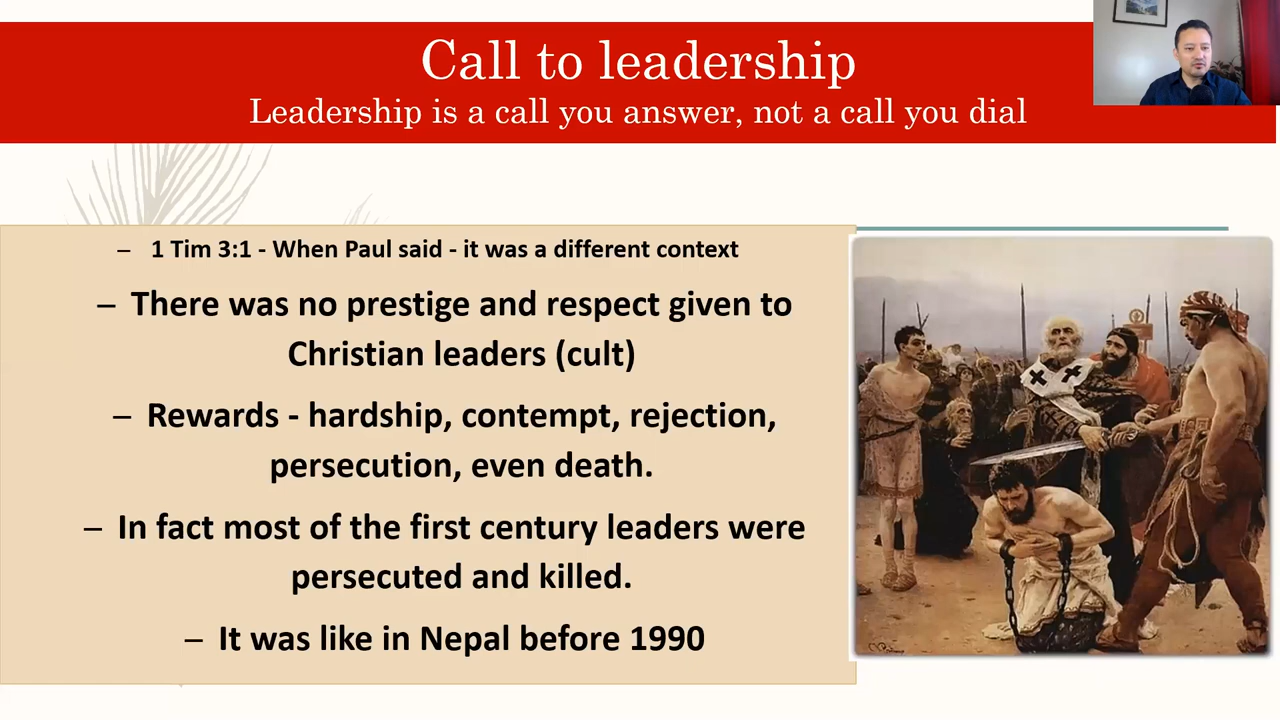 Call to leadership
Leadership is a call you answer, not a call you dial
– 1 Tim 3:1 - When Paul said - it was a different context
– There was no prestige and respect given to
Christian leaders (cult)
– Rewards - hardship, contempt, rejection,
persecution, even death.
– In fact most of the first century leaders were
persecuted and killed.
– It was like in Nepal before 1990